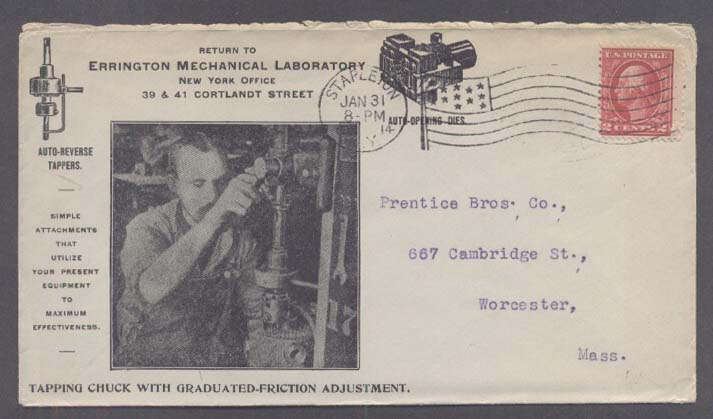 RETURN TO
ERRINGTON MECHANICAL LABORATORY
NEW YORK OFFICE
39 & 41 CORTLANDT STREET
AUTO-REVERSE
TAPPERS.
SIMPLE
ATTACHMENTS
THAT
UTILIZE
YOUR PRESENT
EQUIPMENT
TO
MAXIMUM
EFFECTIVENESS.
AUTO-OPENING DIES.
STAPLETON
JAN 31
8-PM
14
U.S. POSTAGE
2 CENTS 2
Prentice Bros. Co.,
667 Cambridge St.,
Worcester,
Mass.
17
TAPPING CHUCK WITH GRADUATED-FRICTION ADJUSTMENT.